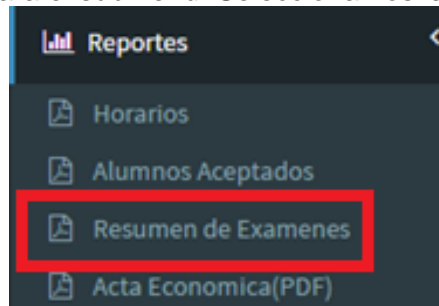 Reportes
Horarios
Alumnos Aceptados
Resumen de Examenes
Acta Economica(PDF)